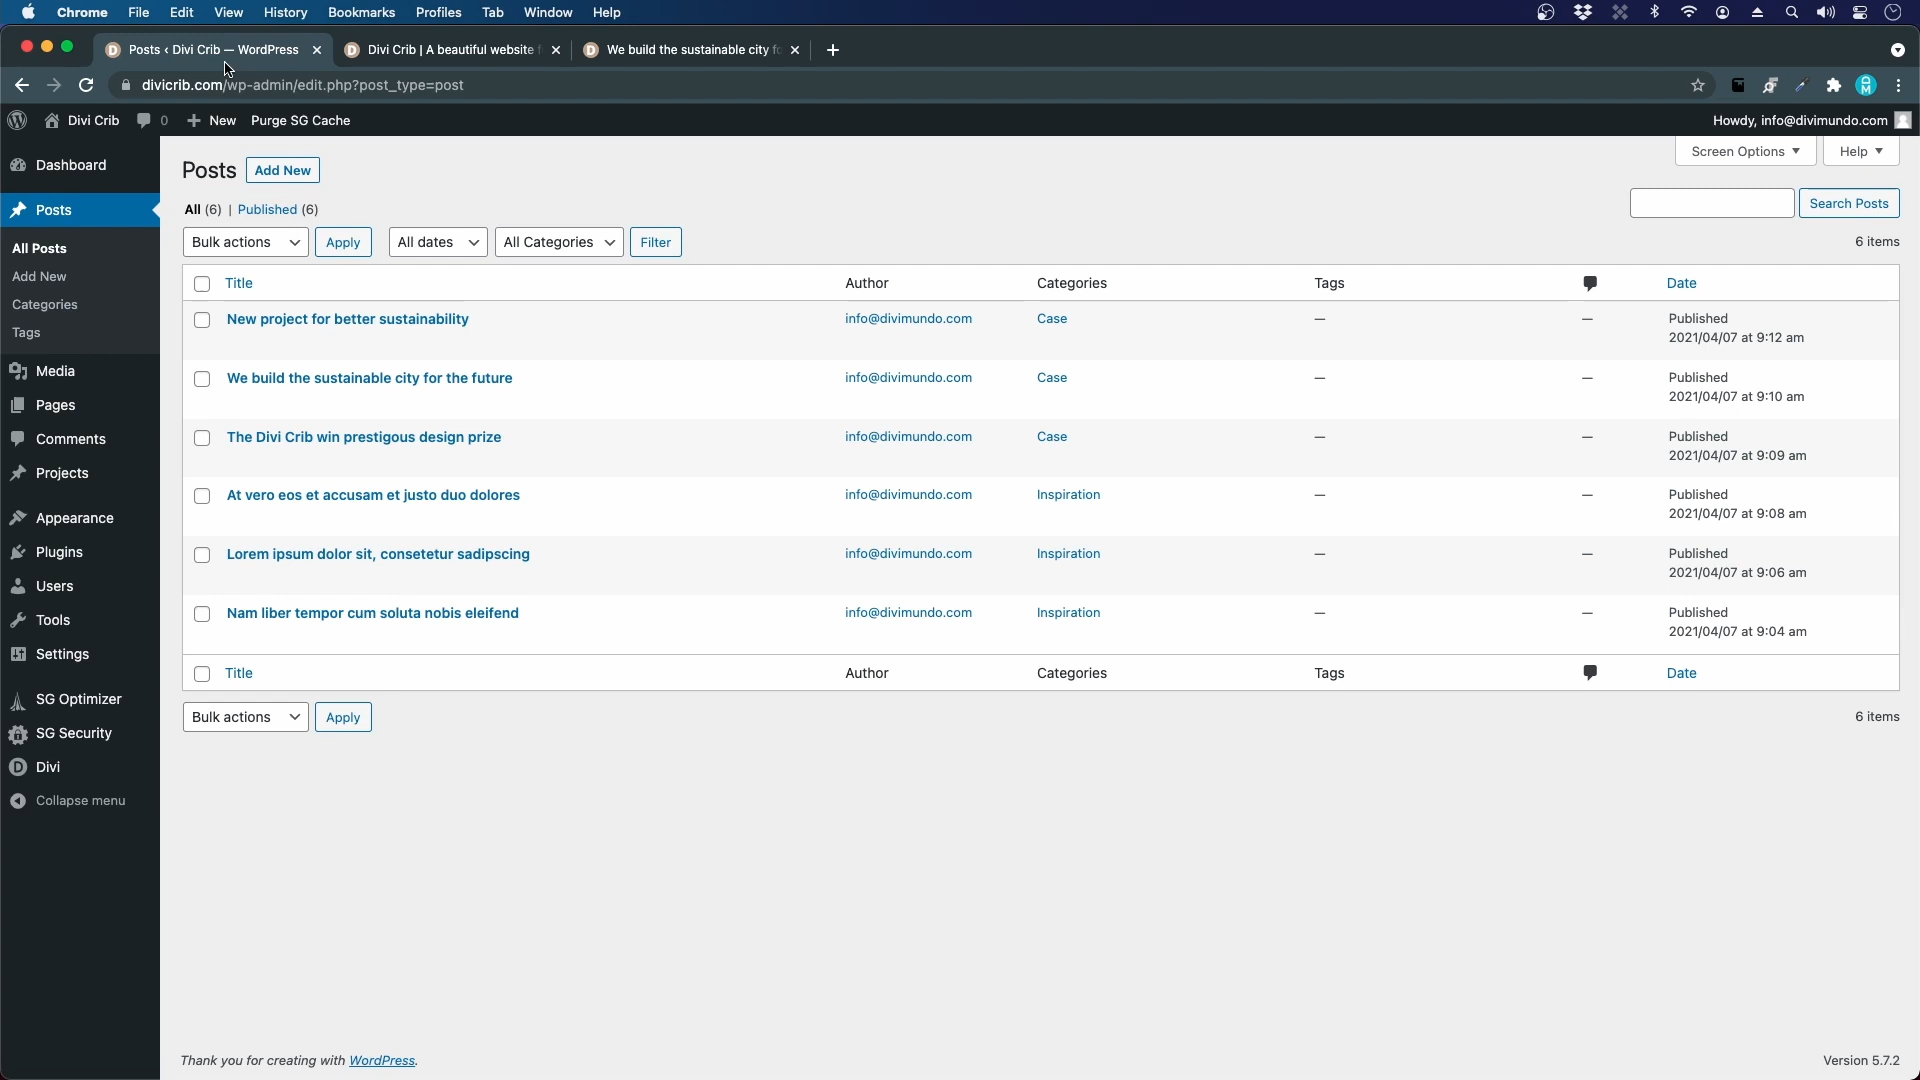 Chrome File Edit View History Bookmarks Profiles Tab Window Help
Posts ‹ Divi Crib — WordPress
Divi Crib | A beautiful website
We build the sustainable city fo
divicrib.com/wp-admin/edit.php?post_type=post
Divi Crib 0 New Purge SG Cache
Howdy, info@divimundo.com
Dashboard
Posts
All Posts
Add New
Categories
Tags
Media
Pages
Comments
Projects
Appearance
Plugins
Users
Tools
Settings
SG Optimizer
SG Security
Divi
Collapse menu
Screen Options Help
Posts Add New
All (6) | Published (6)
Search Posts
Bulk actions Apply All dates All Categories Filter
6 items
Title Author Categories Tags Date
New project for better sustainability info@divimundo.com Case — — Published
2021/04/07 at 9:12 am
We build the sustainable city for the future info@divimundo.com Case — — Published
2021/04/07 at 9:10 am
The Divi Crib win prestigous design prize info@divimundo.com Case — — Published
2021/04/07 at 9:09 am
At vero eos et accusam et justo duo dolores info@divimundo.com Inspiration — — Published
2021/04/07 at 9:08 am
Lorem ipsum dolor sit, consetetur sadipscing info@divimundo.com Inspiration — — Published
2021/04/07 at 9:06 am
Nam liber tempor cum soluta nobis eleifend info@divimundo.com Inspiration — — Published
2021/04/07 at 9:04 am
Title Author Categories Tags Date
Bulk actions Apply
6 items
Thank you for creating with WordPress.
Version 5.7.2